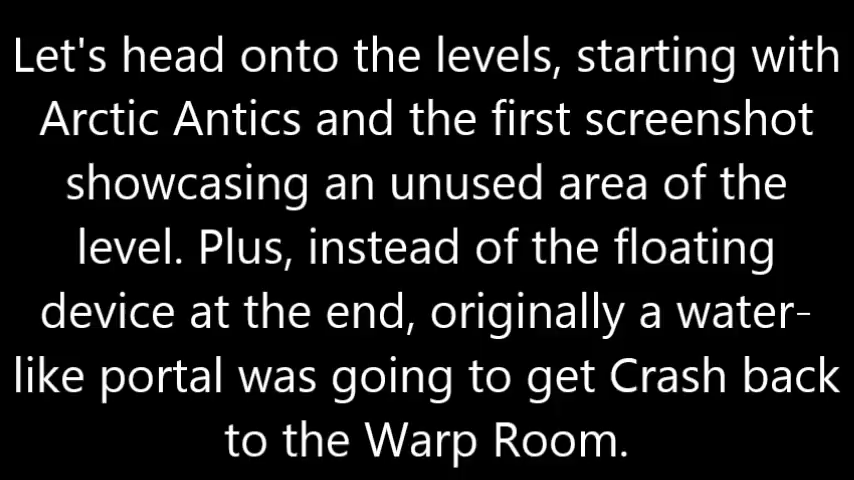 Let's head onto the levels, starting with
Arctic Antics and the first screenshot
showcasing an unused area of the
level. Plus, instead of the floating
device at the end, originally a water-
like portal was going to get Crash back
to the Warp Room.